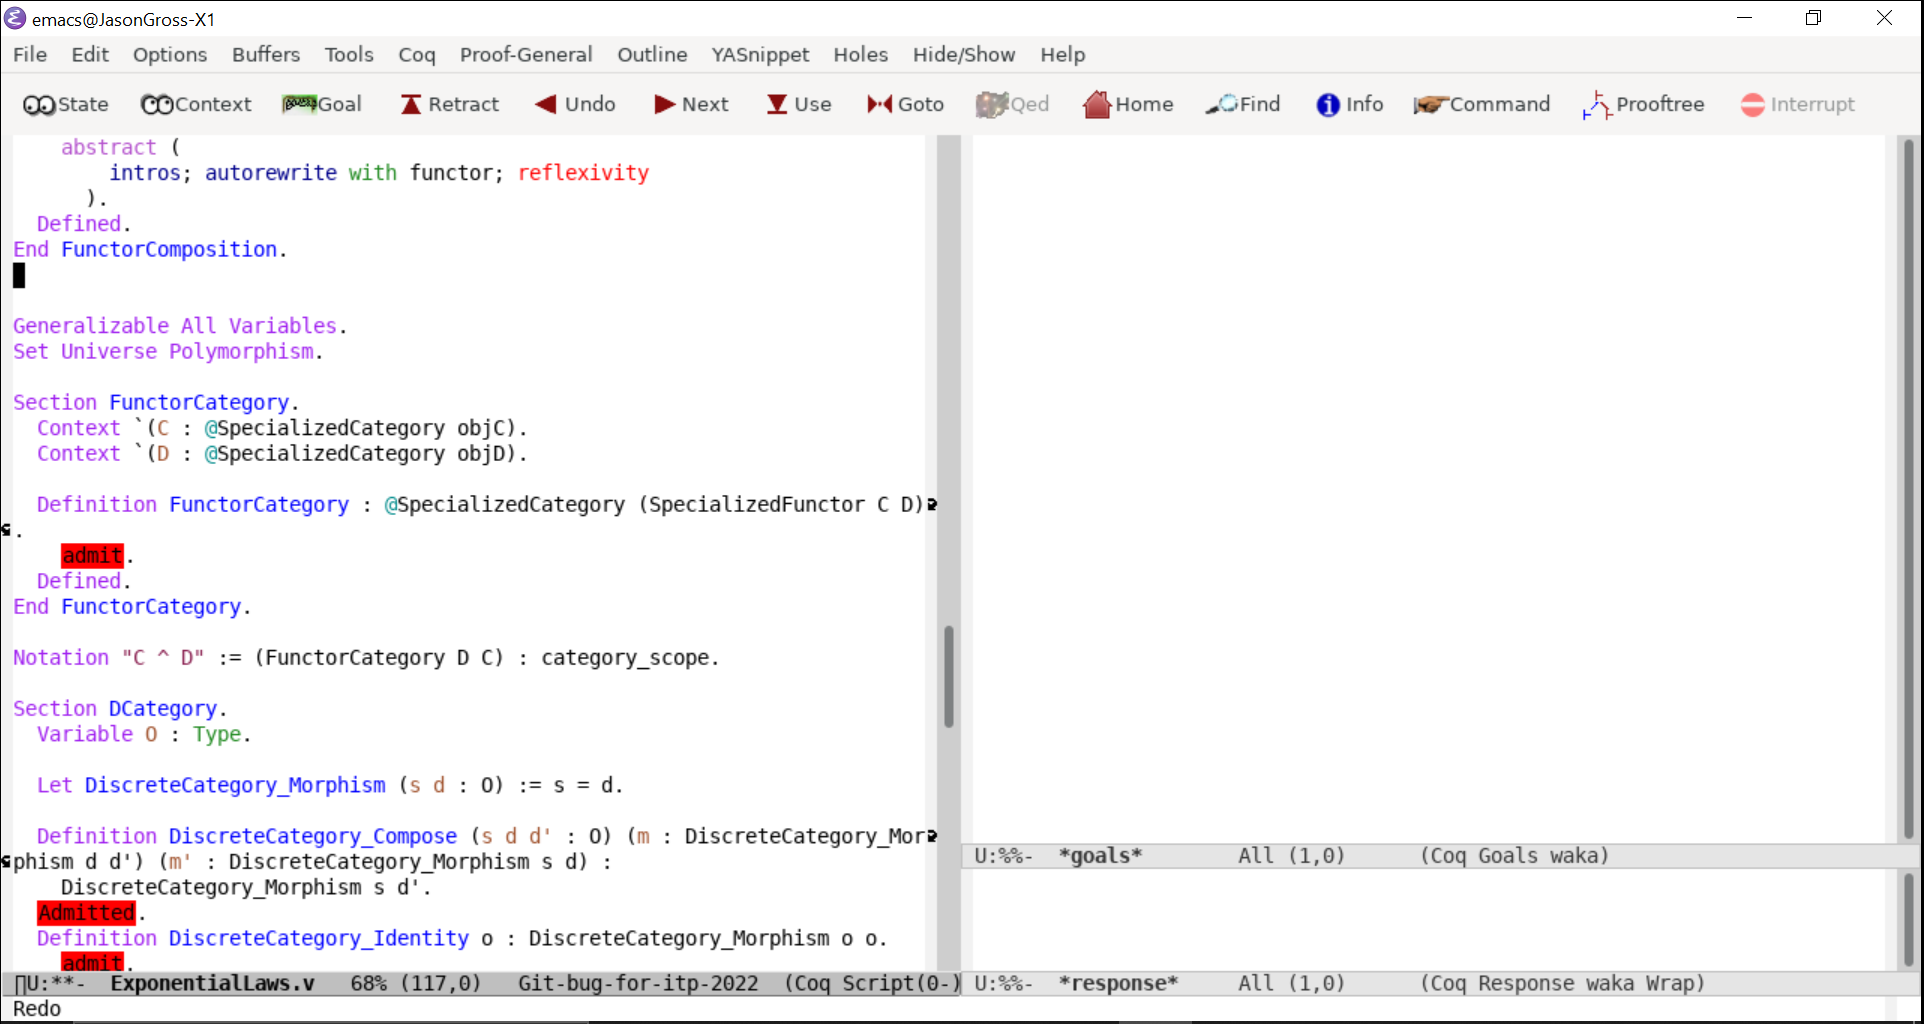 emacs@JasonGross-X1
File Edit Options Buffers Tools Coq Proof-General Outline YASnippet Holes Hide/Show Help
State Context Goal Retract Undo Next Use Goto Qed Home Find Info Command Prooftree Interrupt
abstract (
intros; autorewrite with functor; reflexivity
).
Defined.
End FunctorComposition.
Generalizable All Variables.
Set Universe Polymorphism.
Section FunctorCategory.
Context `(C : @SpecializedCategory objC).
Context `(D : @SpecializedCategory objD).
Definition FunctorCategory : @SpecializedCategory (SpecializedFunctor C D)
.
admit.
Defined.
End FunctorCategory.
Notation "C ^ D" := (FunctorCategory D C) : category_scope.
Section DCategory.
Variable O : Type.
Let DiscreteCategory_Morphism (s d : O) := s = d.
Definition DiscreteCategory_Compose (s d d' : O) (m : DiscreteCategory_Mor
phism d d') (m' : DiscreteCategory_Morphism s d) :
DiscreteCategory_Morphism s d'.
Admitted.
Definition DiscreteCategory_Identity o : DiscreteCategory_Morphism o o.
admit.
U:**- ExponentialLaws.v 68% (117,0) Git-bug-for-itp-2022 (Coq Script(0-)
U:%%- *goals* All (1,0) (Coq Goals waka)
U:%%- *response* All (1,0) (Coq Response waka Wrap)
Redo